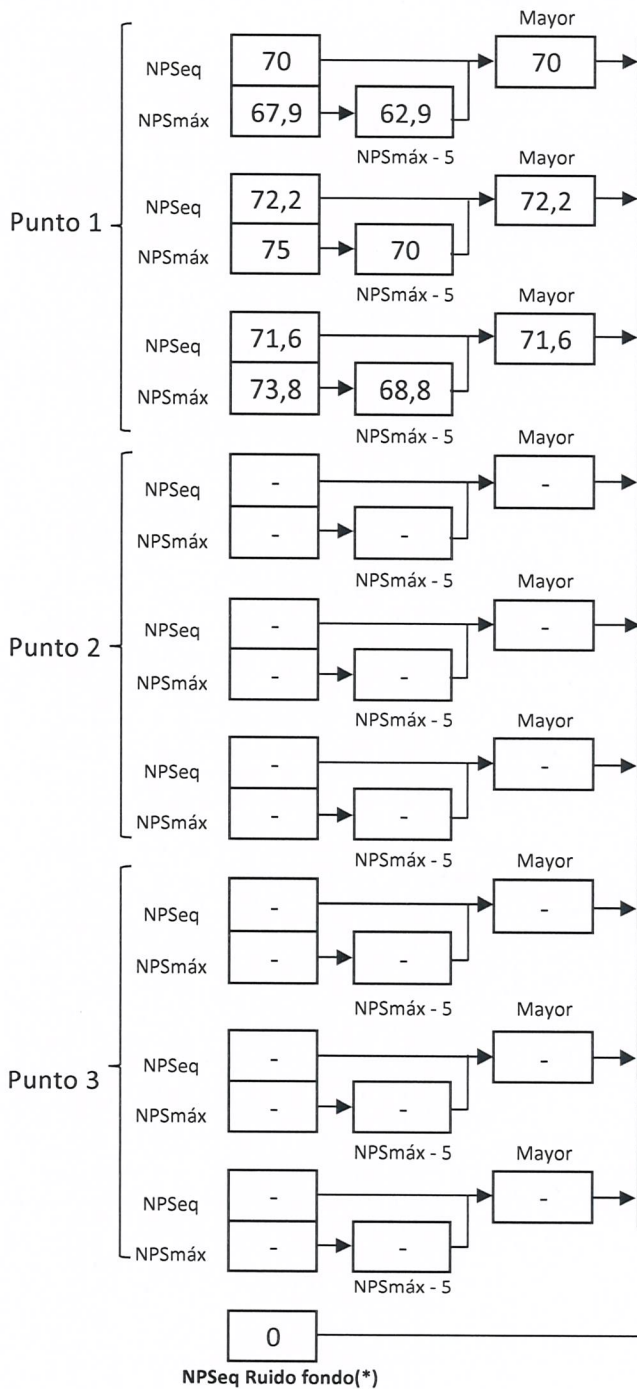 Mayor
NPSeq 70 70
NPSmáx 67,9 62,9
NPSmáx - 5
Mayor
NPSeq 72,2 72,2
Punto 1
NPSmáx 75 70
NPSmáx - 5
Mayor
NPSeq 71,6 71,6
NPSmáx 73,8 68,8
NPSmáx - 5
Mayor
NPSeq - -
NPSmáx - -
NPSmáx - 5
Mayor
NPSeq - -
Punto 2
NPSmáx - -
NPSmáx - 5
Mayor
NPSeq - -
NPSmáx - -
NPSmáx - 5
Mayor
NPSeq - -
NPSmáx - -
NPSmáx - 5
Mayor
NPSeq - -
Punto 3
NPSmáx - -
NPSmáx - 5
Mayor
NPSeq - -
NPSmáx - -
NPSmáx - 5
0
NPSeq Ruido fondo(*)